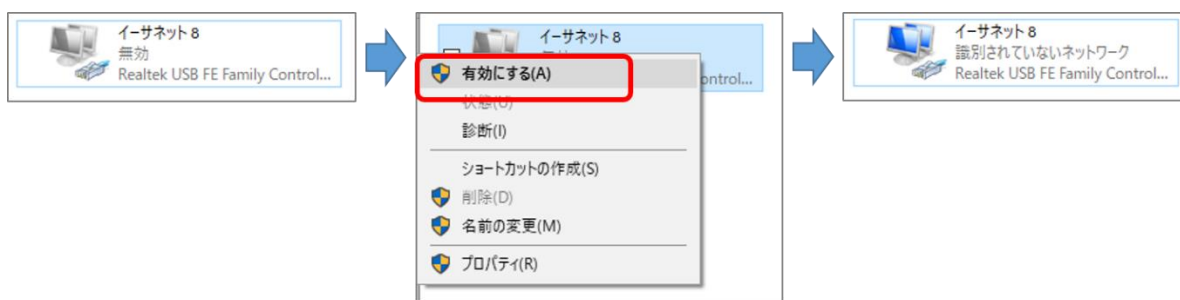 イーサネット 8
無効
Realtek USB FE Family Control...
イーサネット 8
ontrol...
有効にする(A)
状態(U)
診断(I)
ショートカットの作成(S)
削除(D)
名前の変更(M)
プロパティ(R)
イーサネット 8
識別されていないネットワーク
Realtek USB FE Family Control...